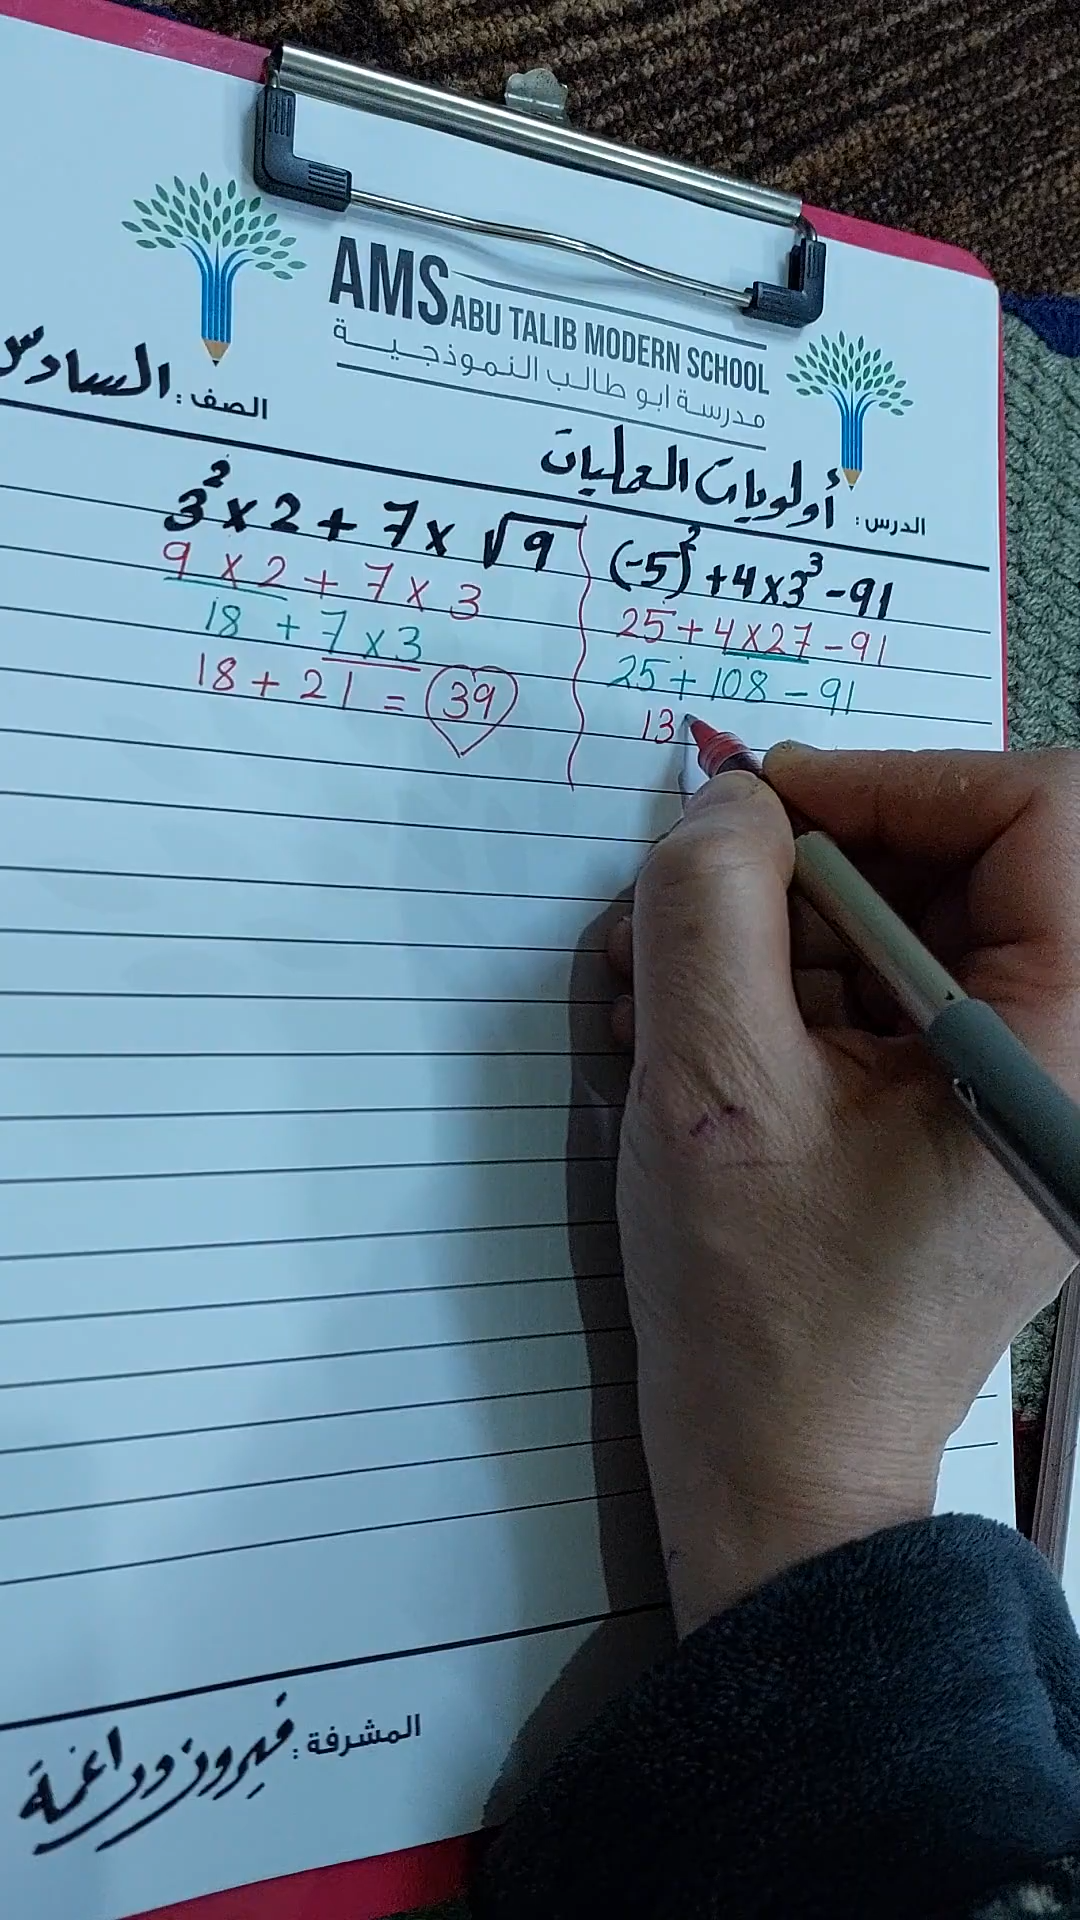 AMS ABU TALIB MODERN SCHOOL
مدرسة ابو طالب النموذجية
الصف: السادس
الدرس: أولويات العمليات
3² × 2 + 7 × √9
9 × 2 + 7 × 3
18 + 7 × 3
18 + 21 = 39
(-5)² + 4 × 3³ - 91
25 + 4 × 27 - 91
25 + 108 - 91
13
المشرفة: فيروز دراغمة